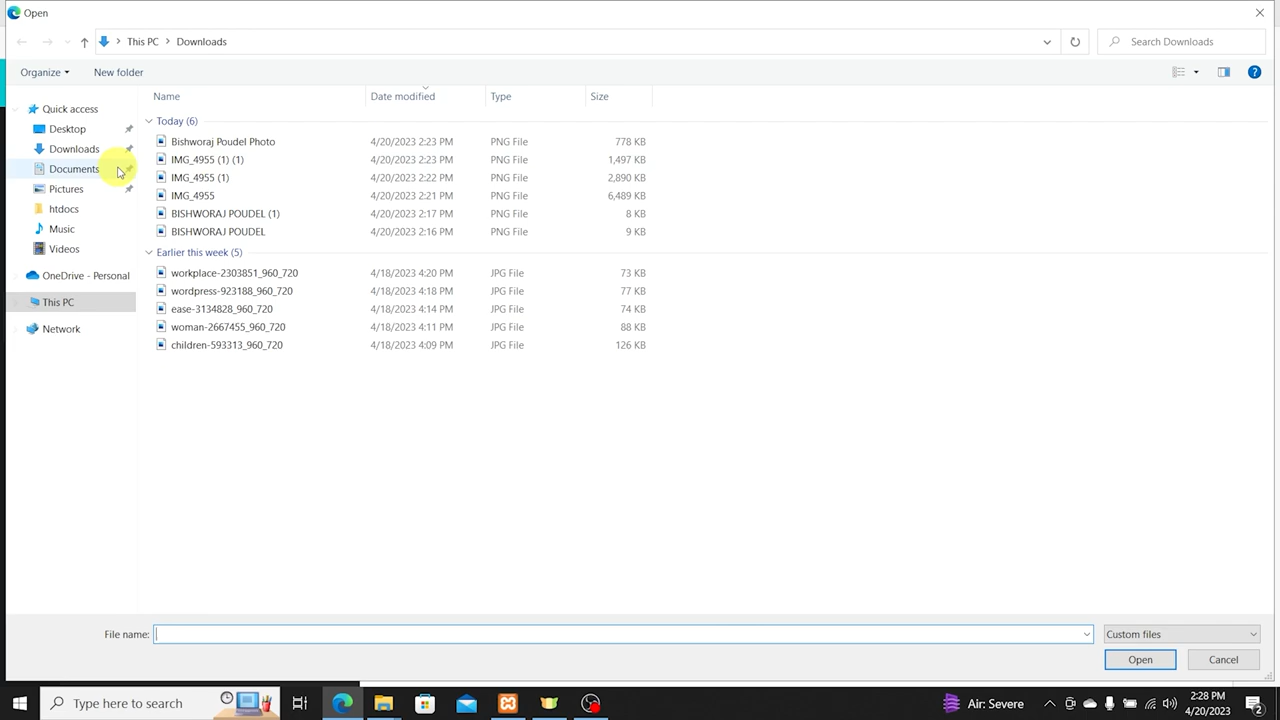 Open
This PC > Downloads
Search Downloads
Organize
New folder
Name
Date modified
Type
Size
Quick access
Desktop
Downloads
Documents
Pictures
htdocs
Music
Videos
OneDrive - Personal
This PC
Network
Today (6)
Bishworaj Poudel Photo 4/20/2023 2:23 PM PNG File 778 KB
IMG_4955 (1) (1) 4/20/2023 2:23 PM PNG File 1,497 KB
IMG_4955 (1) 4/20/2023 2:22 PM PNG File 2,890 KB
IMG_4955 4/20/2023 2:21 PM PNG File 6,489 KB
BISHWORAJ POUDEL (1) 4/20/2023 2:17 PM PNG File 8 KB
BISHWORAJ POUDEL 4/20/2023 2:16 PM PNG File 9 KB
Earlier this week (5)
workplace-2303851_960_720 4/18/2023 4:20 PM JPG File 73 KB
wordpress-923188_960_720 4/18/2023 4:18 PM JPG File 77 KB
ease-3134828_960_720 4/18/2023 4:14 PM JPG File 74 KB
woman-2667455_960_720 4/18/2023 4:11 PM JPG File 88 KB
children-593313_960_720 4/18/2023 4:09 PM JPG File 126 KB
File name:
Custom files
Open
Cancel
Type here to search
Air: Severe
2:28 PM
4/20/2023
2